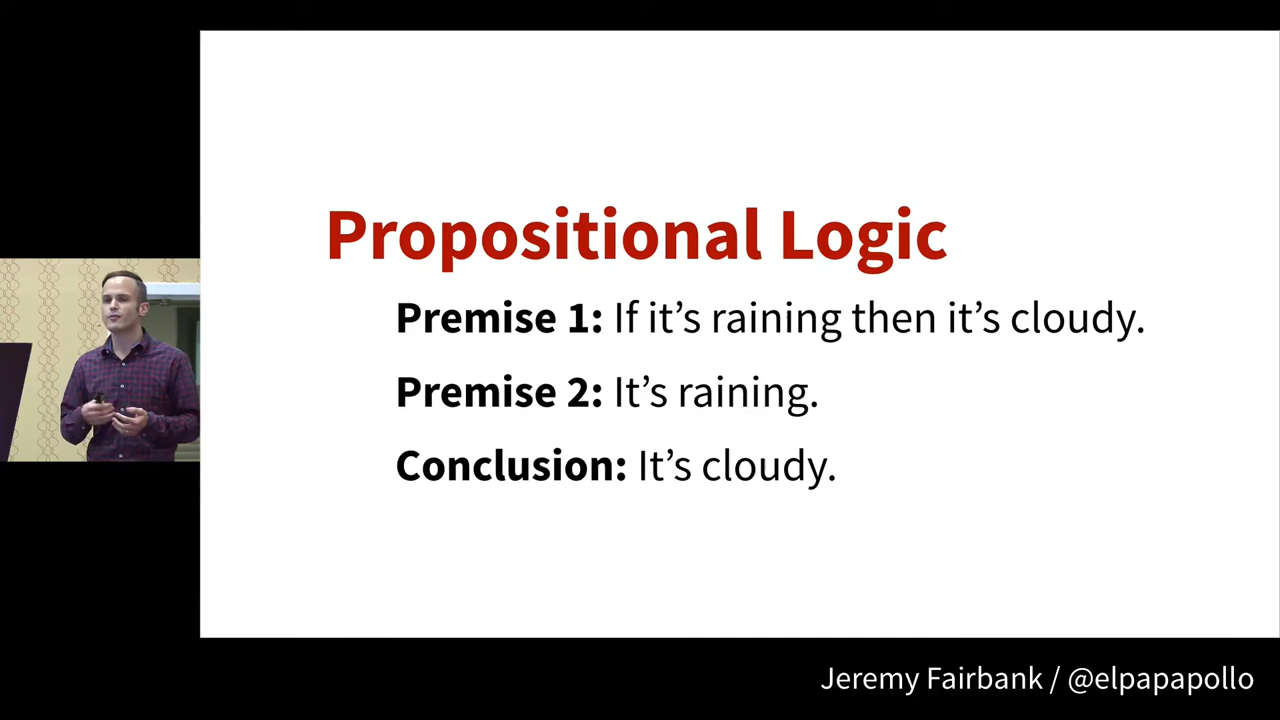 Propositional Logic
Premise 1: If it’s raining then it’s cloudy.
Premise 2: It’s raining.
Conclusion: It’s cloudy.
Jeremy Fairbank / @elpapapollo